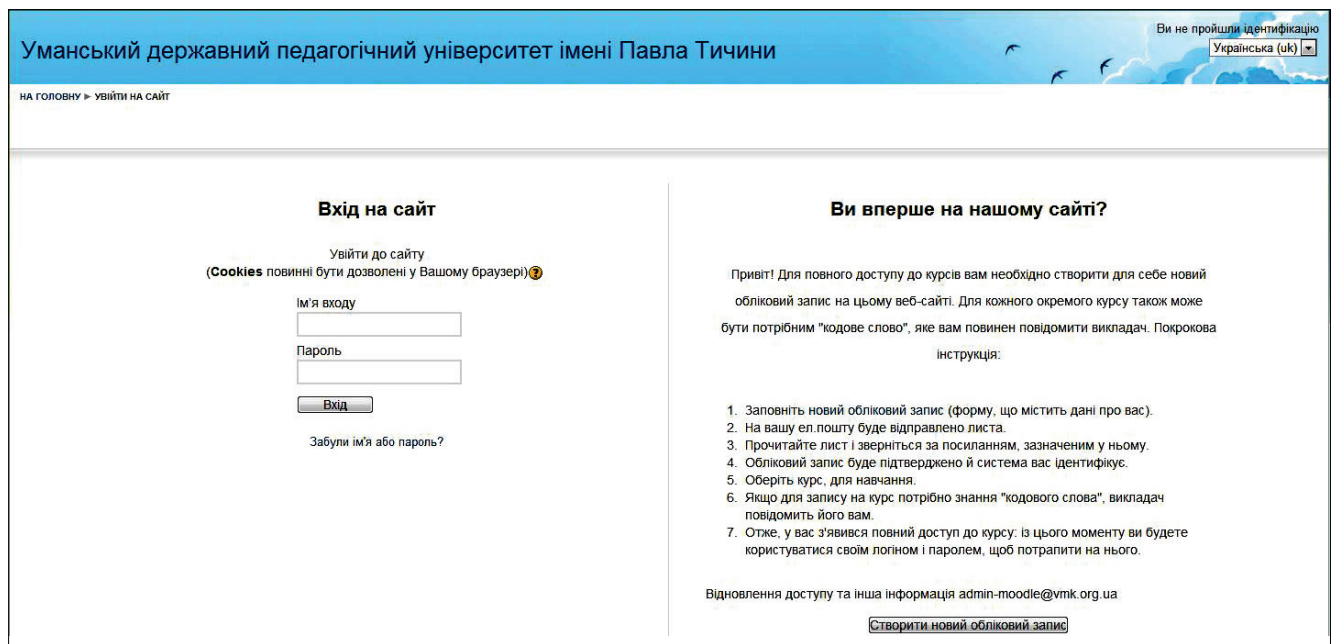 Ви не пройшли ідентифікацію
Уманський державний педагогічний університет імені Павла Тичини
Українська (uk)
НА ГОЛОВНУ ► УВІЙТИ НА САЙТ
Вхід на сайт
Увійти до сайту
(Cookies повинні бути дозволені у Вашому браузері)
Ім'я входу
Пароль
Вхід
Забули ім'я або пароль?
Ви вперше на нашому сайті?
Привіт! Для повного доступу до курсів вам необхідно створити для себе новий
обліковий запис на цьому веб-сайті. Для кожного окремого курсу також може
бути потрібним "кодове слово", яке вам повинен повідомити викладач. Покрокова
інструкція:
1. Заповніть новий обліковий запис (форму, що містить дані про вас).
2. На вашу ел.пошту буде відправлено листа.
3. Прочитайте лист і зверніться за посиланням, зазначеним у ньому.
4. Обліковий запис буде підтверджено й система вас ідентифікує.
5. Оберіть курс, для навчання.
6. Якщо для запису на курс потрібно знання "кодового слова", викладач
повідомить його вам.
7. Отже, у вас з'явився повний доступ до курсу: із цього моменту ви будете
користуватися своїм логіном і паролем, щоб потрапити на нього.
Відновлення доступу та інша інформація admin-moodle@vmk.org.ua
Створити новий обліковий запис